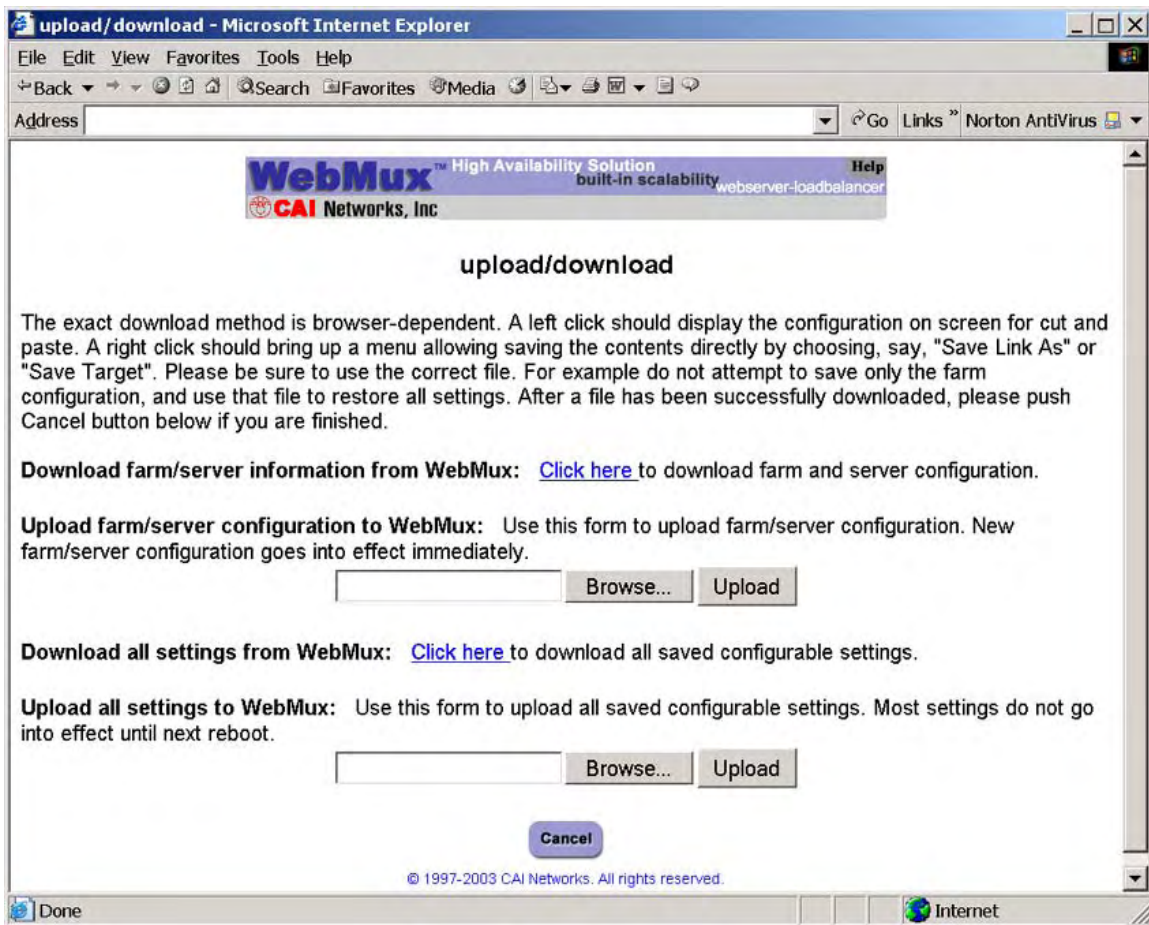 upload/download - Microsoft Internet Explorer
File Edit View Favorites Tools Help
Back Search Favorites Media
Address Go Links » Norton AntiVirus
WebMux™ High Availability Solution Help
built-in scalability
webserver-loadbalancer
CAI Networks, Inc
upload/download
The exact download method is browser-dependent. A left click should display the configuration on screen for cut and
paste. A right click should bring up a menu allowing saving the contents directly by choosing, say, "Save Link As" or
"Save Target". Please be sure to use the correct file. For example do not attempt to save only the farm
configuration, and use that file to restore all settings. After a file has been successfully downloaded, please push
Cancel button below if you are finished.
Download farm/server information from WebMux: Click here to download farm and server configuration.
Upload farm/server configuration to WebMux: Use this form to upload farm/server configuration. New
farm/server configuration goes into effect immediately.
Browse... Upload
Download all settings from WebMux: Click here to download all saved configurable settings.
Upload all settings to WebMux: Use this form to upload all saved configurable settings. Most settings do not go
into effect until next reboot.
Browse... Upload
Cancel
© 1997-2003 CAI Networks. All rights reserved.
Done Internet